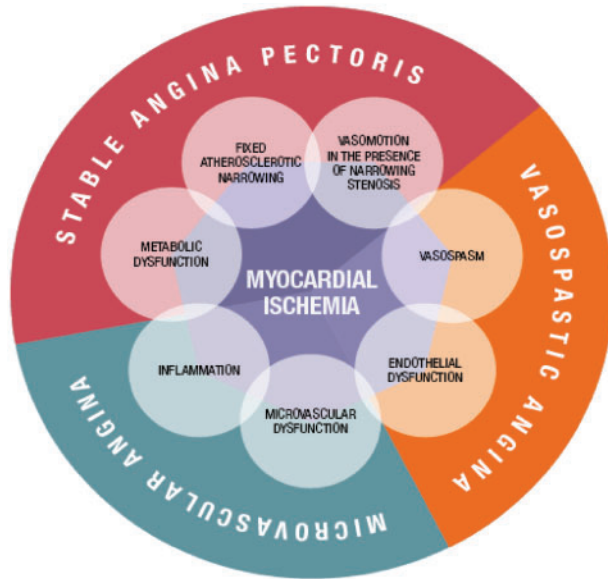 STABLE ANGINA PECTORIS
VASOSPASTIC ANGINA
MICROVASCULAR ANGINA
FIXED
ATHEROSCLEROTIC
NARROWING
VASOMOTION
IN THE PRESENCE
OF NARROWING
STENOSIS
METABOLIC
DYSFUNCTION
VASOSPASM
MYOCARDIAL
ISCHEMIA
INFLAMMATION
ENDOTHELIAL
DYSFUNCTION
MICROVASCULAR
DYSFUNCTION